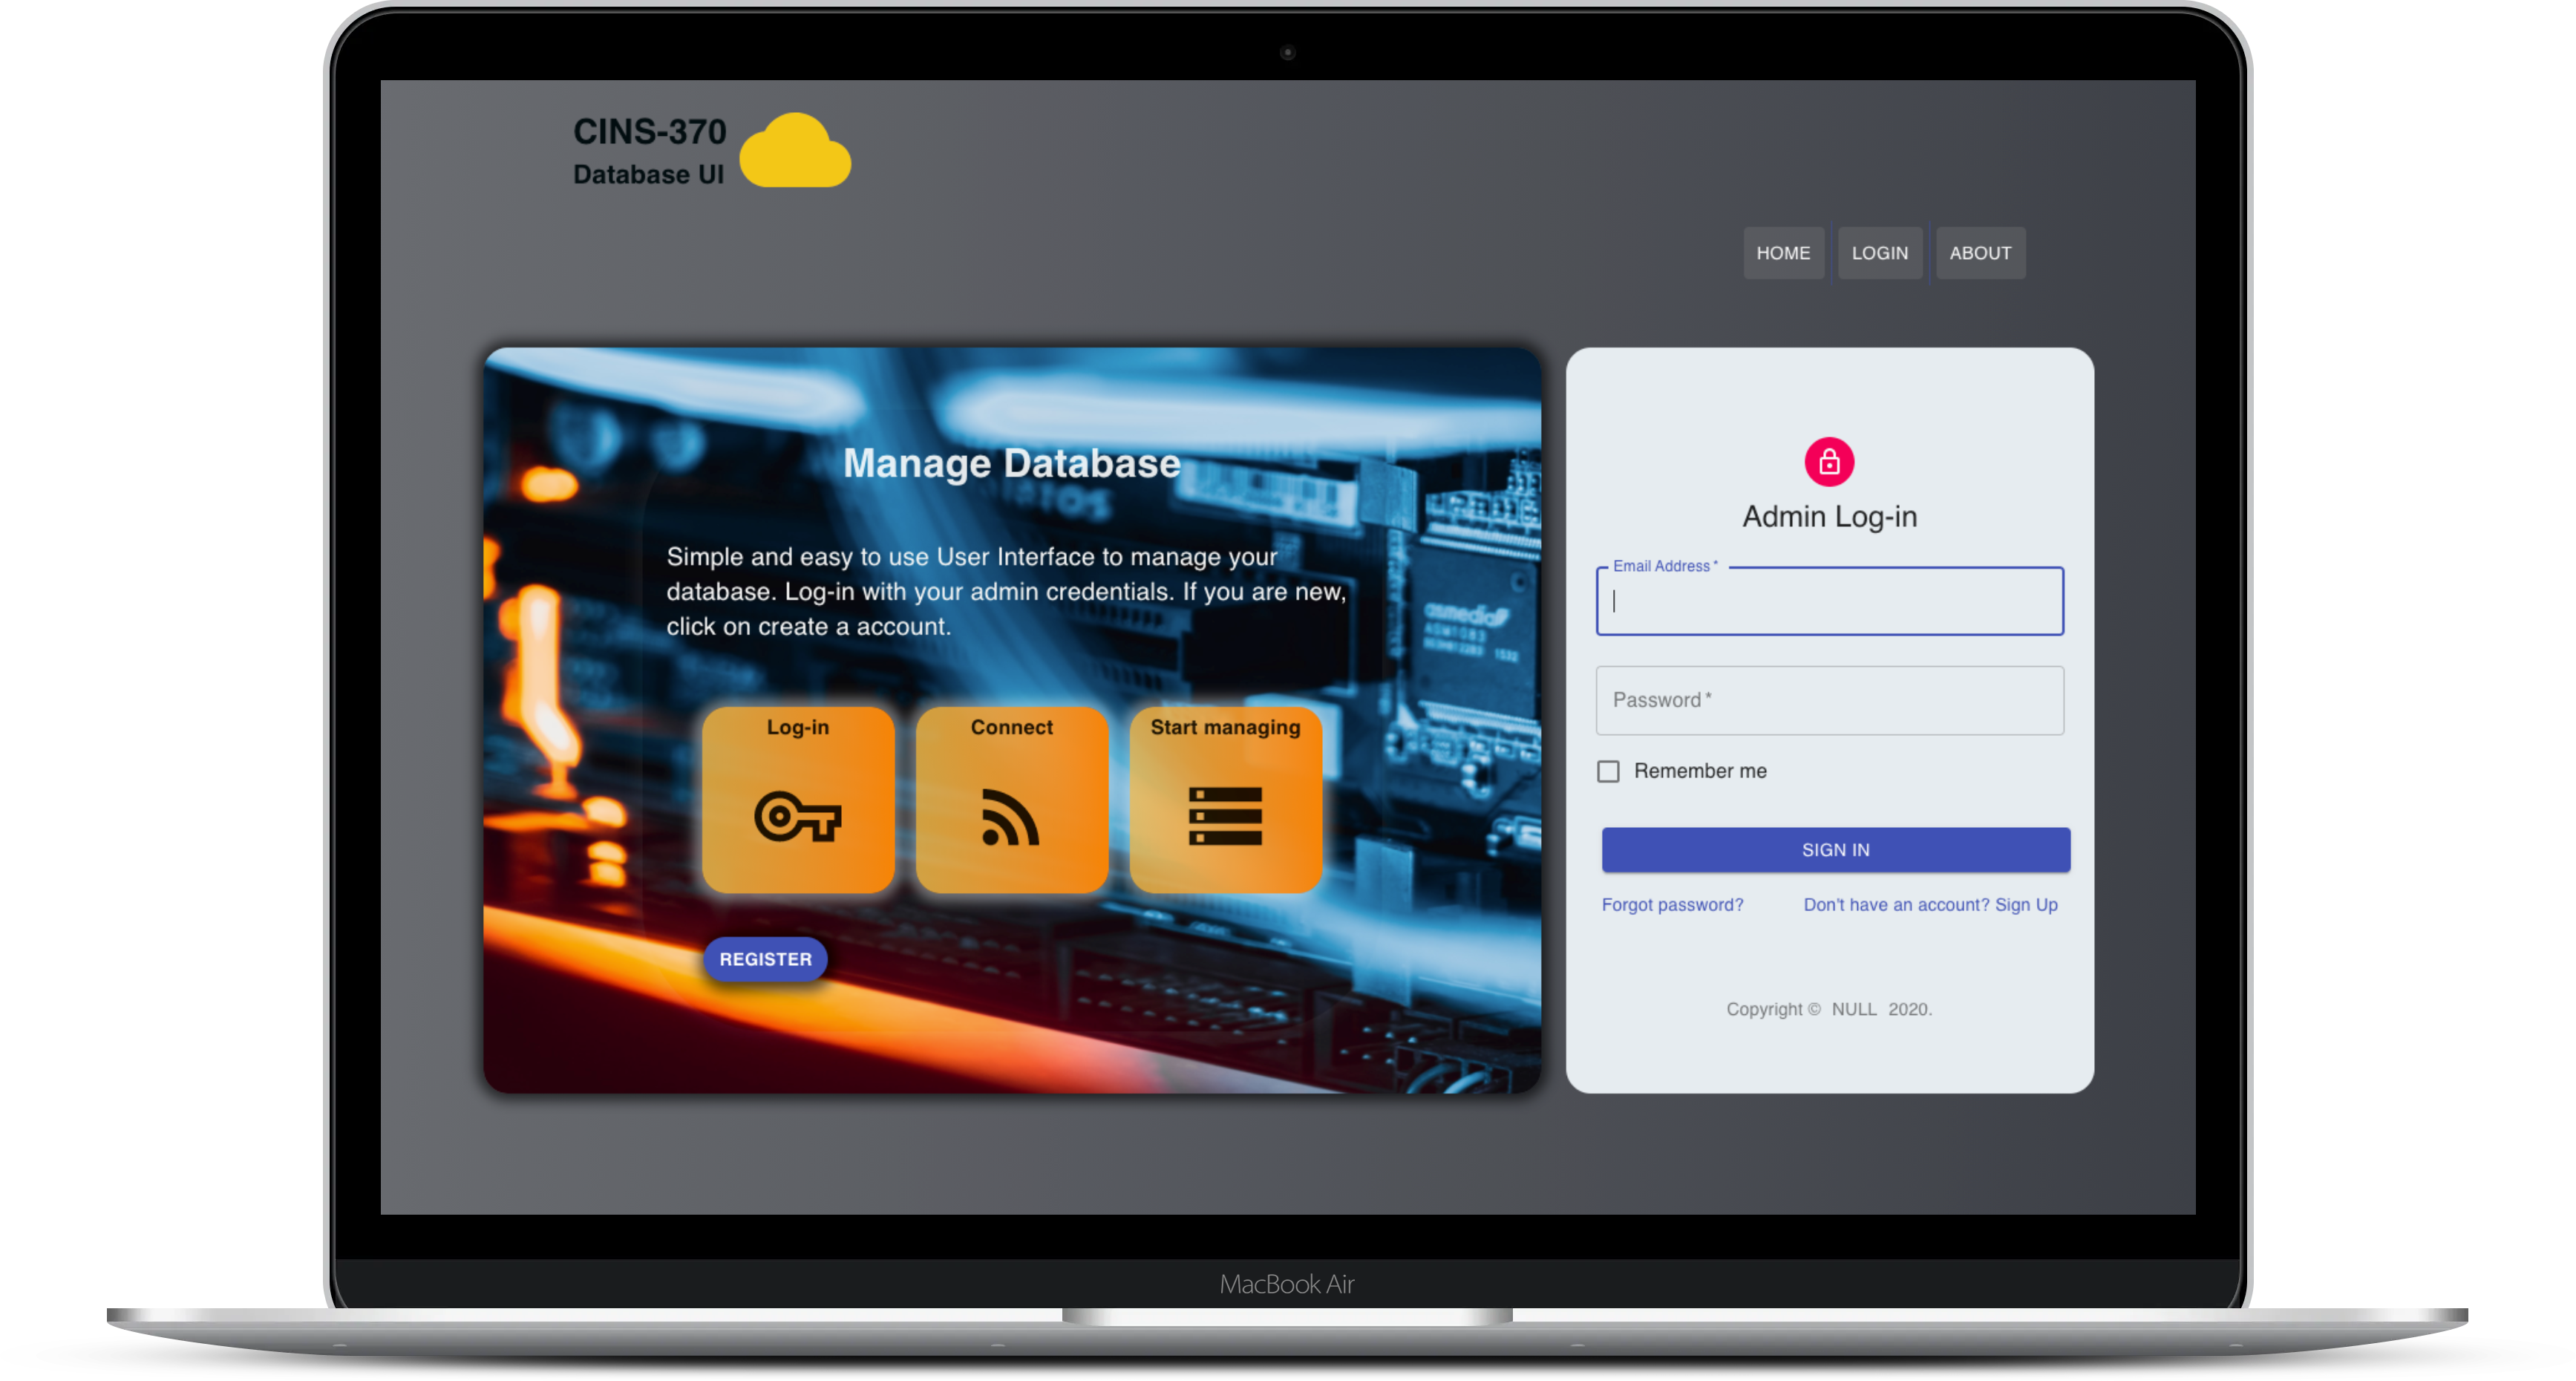 CINS-370
Database UI
HOME
LOGIN
ABOUT
Manage Database
Simple and easy to use User Interface to manage your
database. Log-in with your admin credentials. If you are new,
click on create a account.
Log-in
Connect
Start managing
REGISTER
asmedia
ASM1083
1532
Admin Log-in
Email Address *
Password *
Remember me
SIGN IN
Forgot password?
Don't have an account? Sign Up
Copyright © NULL 2020.
MacBook Air